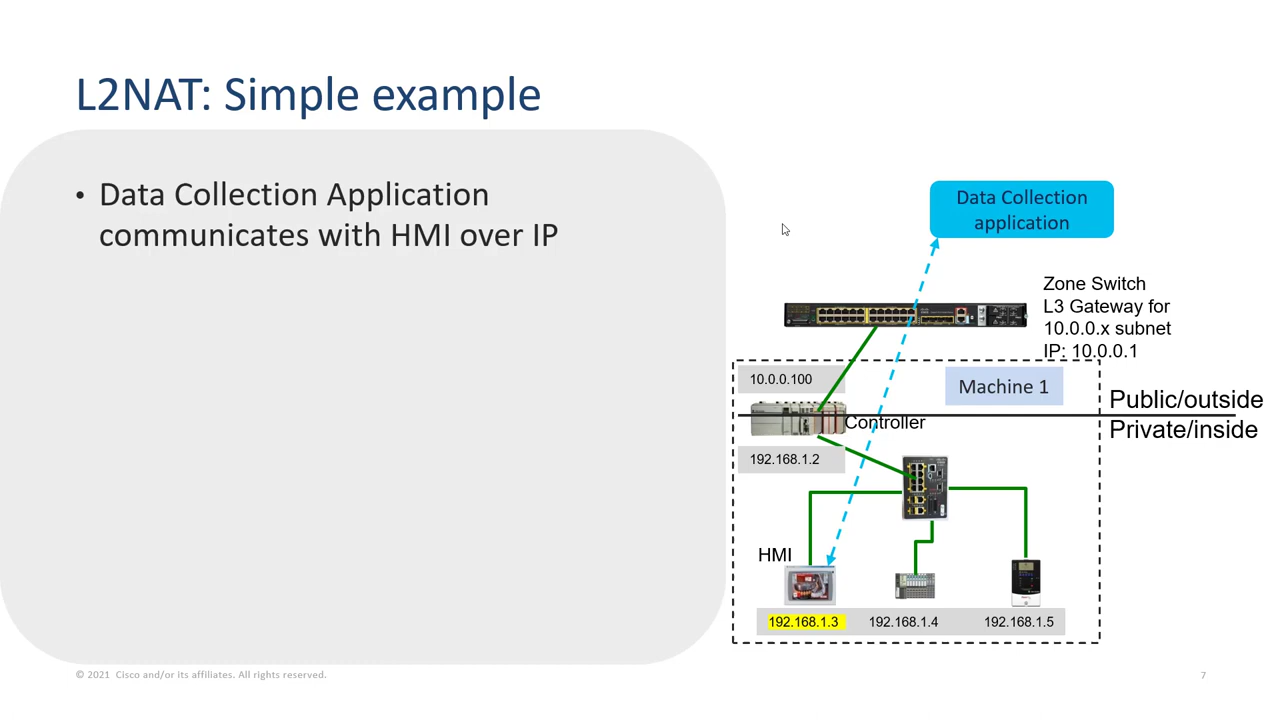 L2NAT: Simple example
• Data Collection Application
communicates with HMI over IP
Data Collection
application
Zone Switch
L3 Gateway for
10.0.0.x subnet
IP: 10.0.0.1
10.0.0.100
Machine 1
Public/outside
Controller
Private/inside
192.168.1.2
HMI
192.168.1.3
192.168.1.4
192.168.1.5
© 2021 Cisco and/or its affiliates. All rights reserved.
7